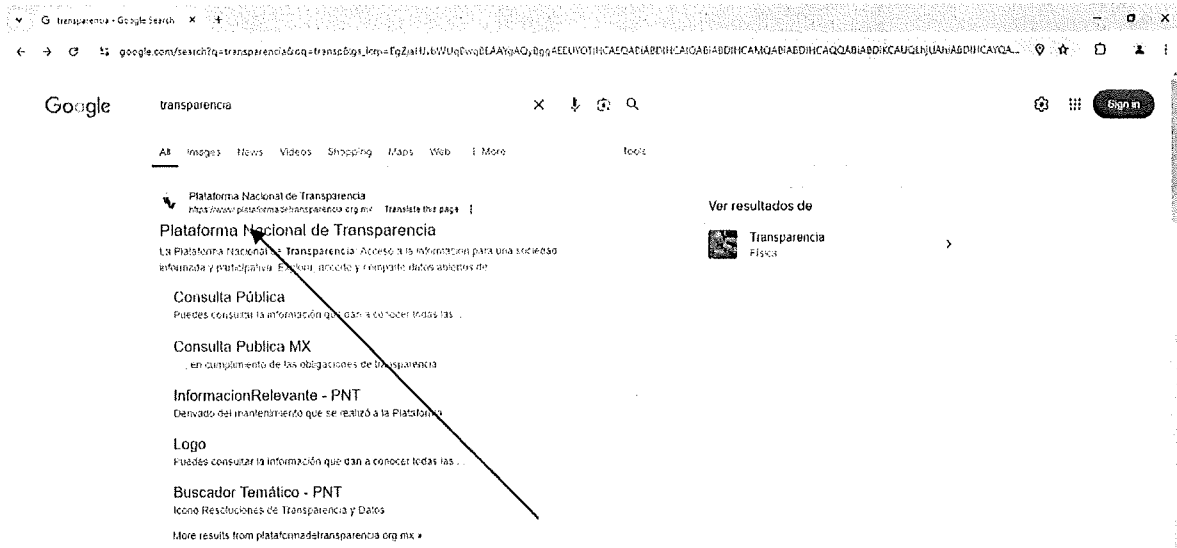 G transparencia - Google Search
Google
transparencia
Sign in
All Images News Videos Shopping Maps Web More Tools
Plataforma Nacional de Transparencia
https://www.plataformadetransparencia.org.mx Translate this page
Plataforma Nacional de Transparencia
La Plataforma Nacional de Transparencia: Acceso a la información para una sociedad
informada y participativa. Explora, accede y comparte datos abiertos de
Consulta Pública
Puedes consultar la información que dan a conocer todas las ...
Consulta Publica MX
... en cumplimiento de las obligaciones de transparencia
InformacionRelevante - PNT
Derivado del mantenimiento que se realizó a la Plataforma
Logo
Puedes consultar la información que dan a conocer todas las ...
Buscador Temático - PNT
Icono Resoluciones de Transparencia y Datos
More results from plataformadetransparencia.org.mx »
Ver resultados de
Transparencia
Física